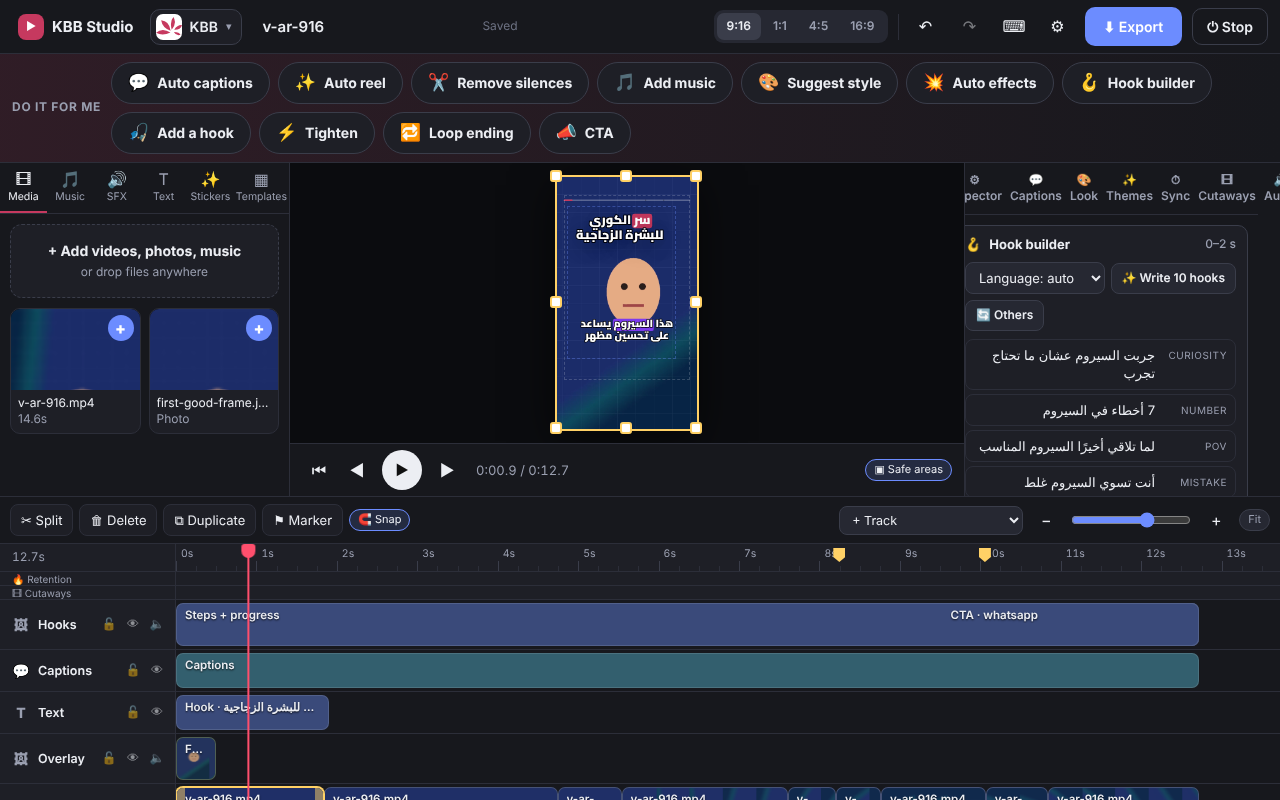 KBB Studio
KBB
v-ar-916
Saved
9:16
1:1
4:5
16:9
Export
Stop
DO IT FOR ME
Auto captions
Auto reel
Remove silences
Add music
Suggest style
Auto effects
Hook builder
Add a hook
Tighten
Loop ending
CTA
Media
Music
SFX
Text
Stickers
Templates
+ Add videos, photos, music
or drop files anywhere
v-ar-916.mp4
14.6s
first-good-frame.j...
Photo
سر الكوري
للبشرة الزجاجية
هذا السيروم يساعد
على تحسين مظهر
0:00.9 / 0:12.7
Safe areas
pector
Captions
Look
Themes
Sync
Cutaways
Au
Hook builder
0–2 s
Language: auto
Write 10 hooks
Others
جربت السيروم عشان ما تحتاج
تجرب
CURIOSITY
7 أخطاء في السيروم
NUMBER
لما تلاقي أخيرًا السيروم المناسب
POV
أنت تسوي السيروم غلط
MISTAKE
Split
Delete
Duplicate
Marker
Snap
+ Track
−
+
Fit
12.7s
0s 1s 2s 3s 4s 5s 6s 7s 8s 9s 10s 11s 12s 13s
Retention
Cutaways
Hooks
Steps + progress
CTA · whatsapp
Captions
Captions
Text
Hook · للبشرة الزجاجية ...
Overlay
F...
v-ar-916.mp4
v-ar-916.mp4
v-ar-
v-ar-916.mp4
v-
v-
v-ar-916.mp4
v-ar-
v-ar-916.mp4